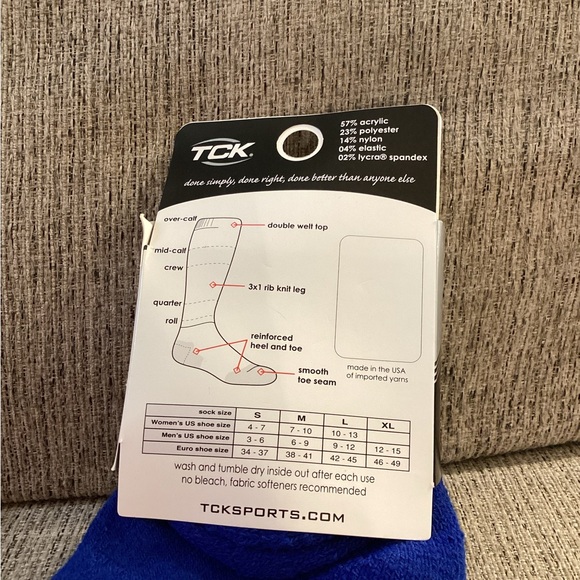 TCK®
57% acrylic
23% polyester
14% nylon
04% elastic
02% lycra® spandex
done simply, done right, done better than anyone else
over-calf
double welt top
mid-calf
crew
3x1 rib knit leg
quarter
roll
reinforced
heel and toe
smooth
toe seam
made in the USA
of imported yarns
sock size S M L XL
Women's US shoe size 4 - 7 7 - 10 10 - 13
Men's US shoe size 3 - 6 6 - 9 9 - 12 12 - 15
Euro shoe size 34 - 37 38 - 41 42 - 45 46 - 49
wash and tumble dry inside out after each use
no bleach, fabric softeners recommended
TCKSPORTS.COM